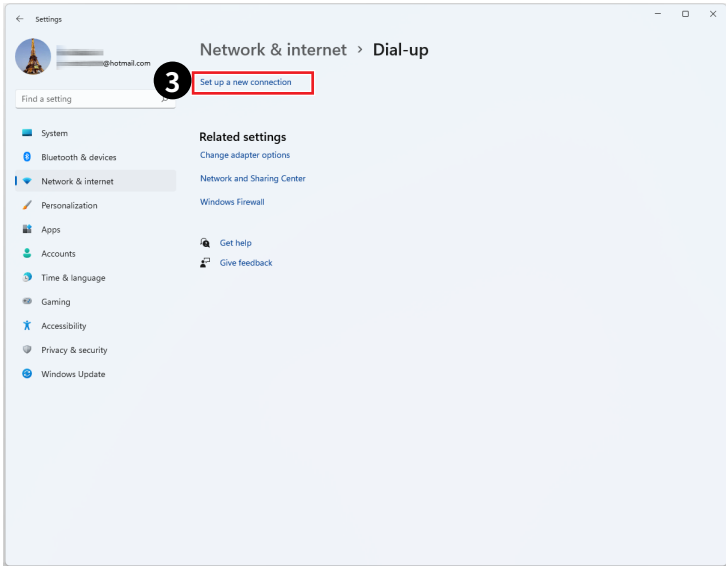 Settings
@hotmail.com
Find a setting
System
Bluetooth & devices
Network & internet
Personalization
Apps
Accounts
Time & language
Gaming
Accessibility
Privacy & security
Windows Update
Network & internet > Dial-up
3
Set up a new connection
Related settings
Change adapter options
Network and Sharing Center
Windows Firewall
Get help
Give feedback